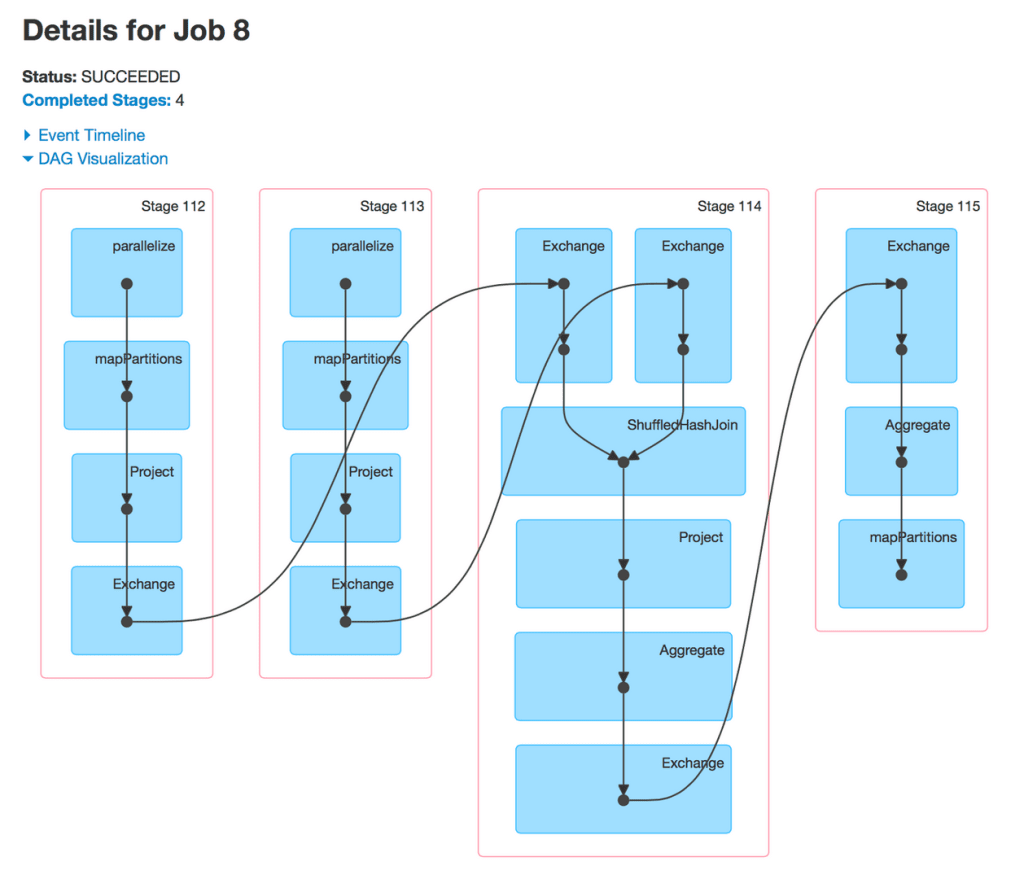 Details for Job 8
Status: SUCCEEDED
Completed Stages: 4
Event Timeline
DAG Visualization
Stage 112
parallelize
mapPartitions
Project
Exchange
Stage 113
parallelize
mapPartitions
Project
Exchange
Stage 114
Exchange
Exchange
ShuffledHashJoin
Project
Aggregate
Exchange
Stage 115
Exchange
Aggregate
mapPartitions